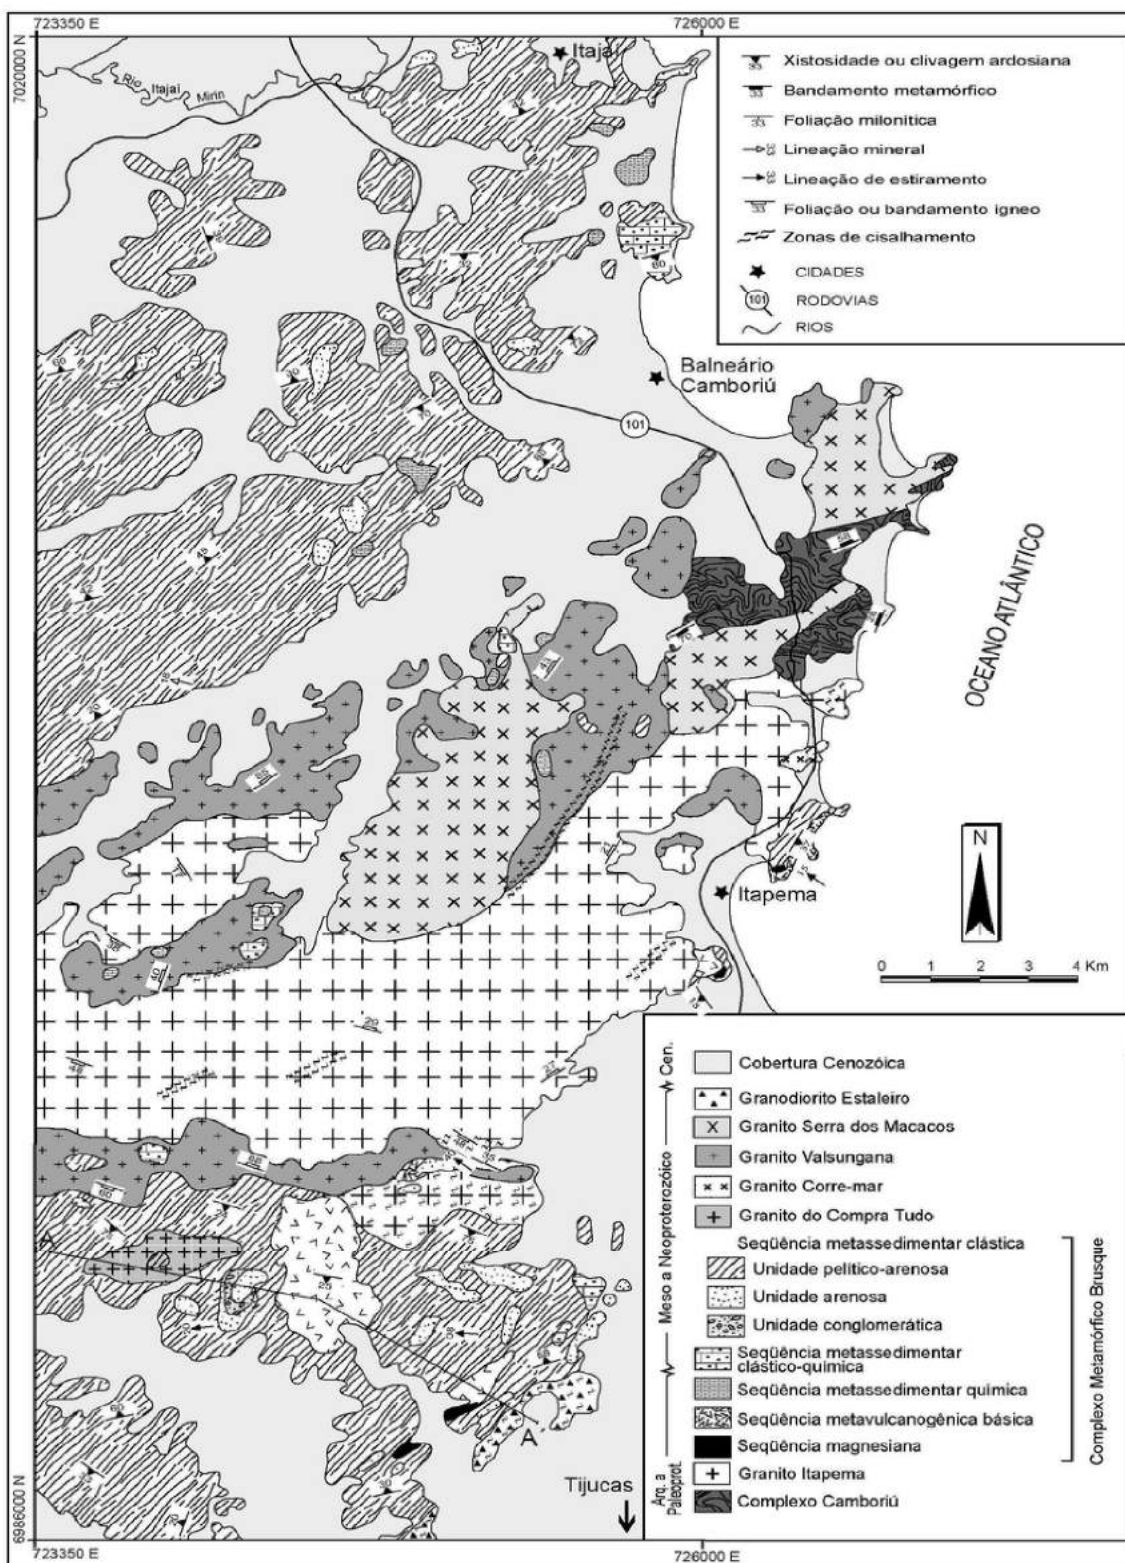 723350 E
726000 E
7020000 N
Itajaí
Rio Itajaí Mirin
Xistosidade ou clivagem ardosiana
Bandamento metamórfico
Foliação milonítica
Lineação mineral
Lineação de estiramento
Foliação ou bandamento ígneo
Zonas de cisalhamento
CIDADES
101 RODOVIAS
RIOS
Balneário
Camboriú
101
OCEANO ATLÂNTICO
Itapema
N
0 1 2 3 4 Km
Cen.
Meso a Neoproterozóico
Arq. a
Paleoprot.
Cobertura Cenozóica
Granodiorito Estaleiro
Granito Serra dos Macacos
Granito Valsungana
Granito Corre-mar
Granito do Compra Tudo
Seqüência metassedimentar clástica
Unidade pelítico-arenosa
Unidade arenosa
Unidade conglomerática
Seqüência metassedimentar
clástico-química
Seqüência metassedimentar química
Seqüência metavulcanogênica básica
Seqüência magnesiana
Granito Itapema
Complexo Camboriú
Complexo Metamórfico Brusque
A
A'
Tijucas
6986000 N
723350 E
726000 E